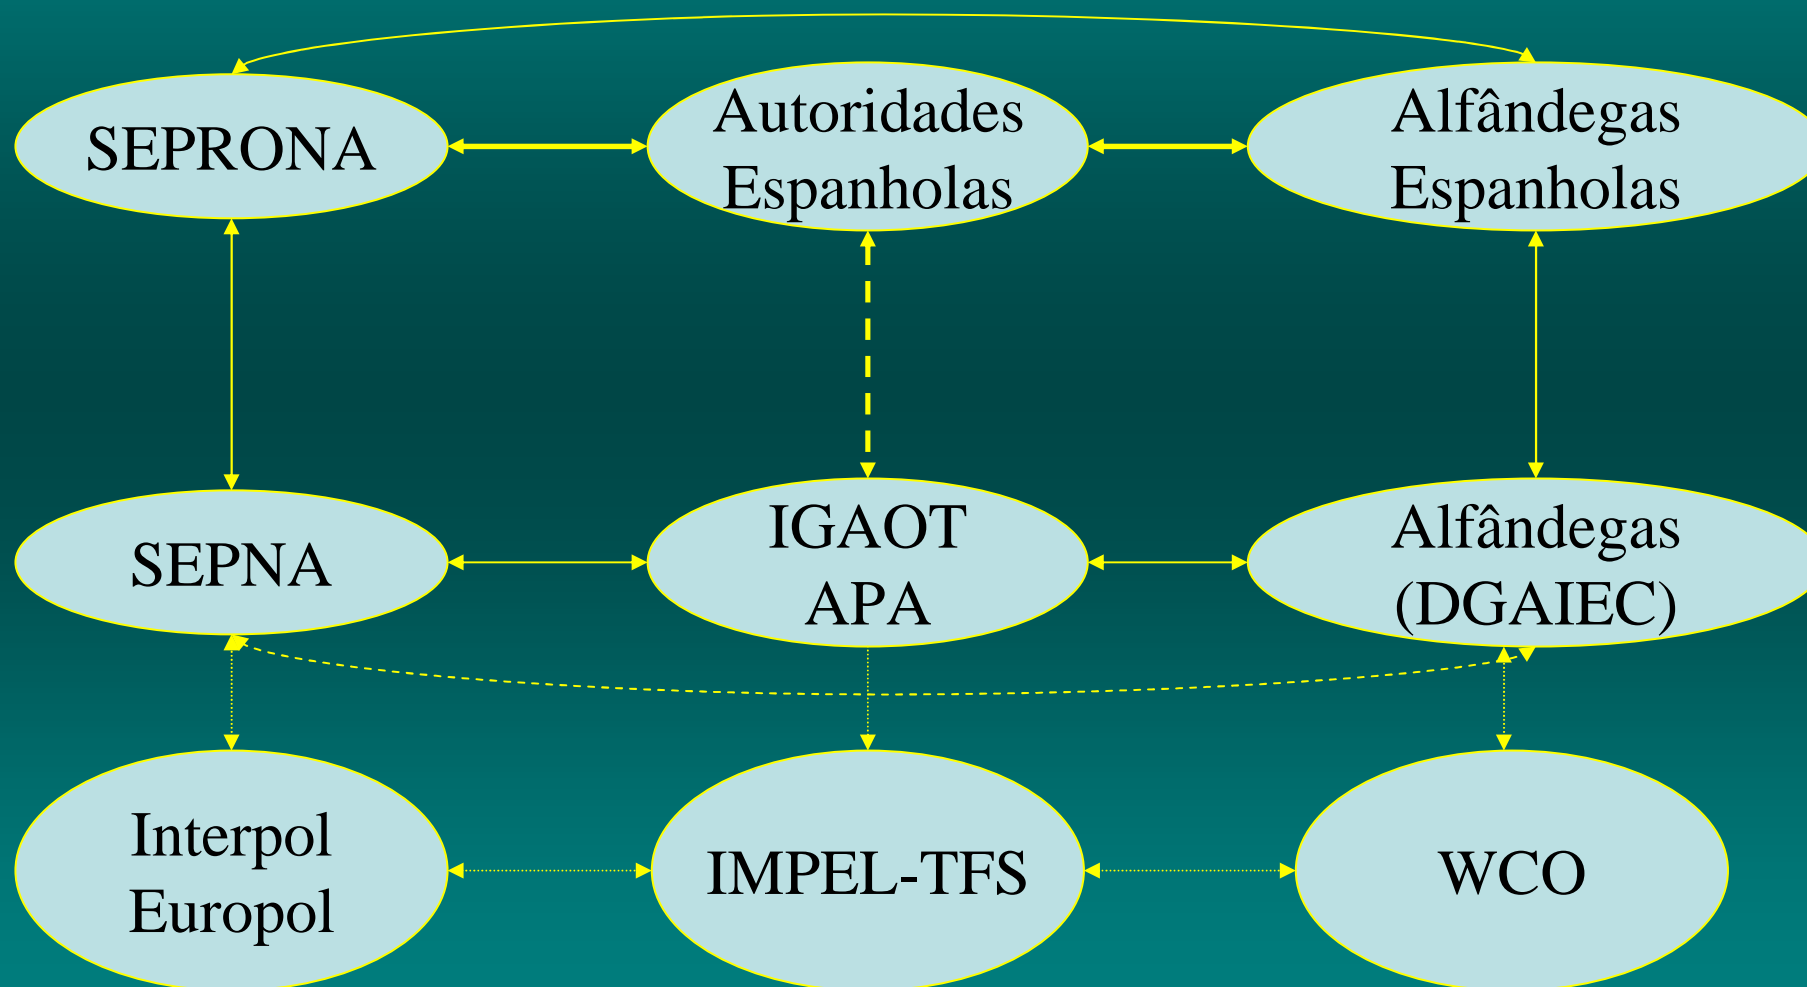 SEPRONA
Autoridades
Espanholas
Alfândegas
Espanholas
SEPNA
IGAOT
APA
Alfândegas
(DGAIEC)
Interpol
Europol
IMPEL-TFS
WCO